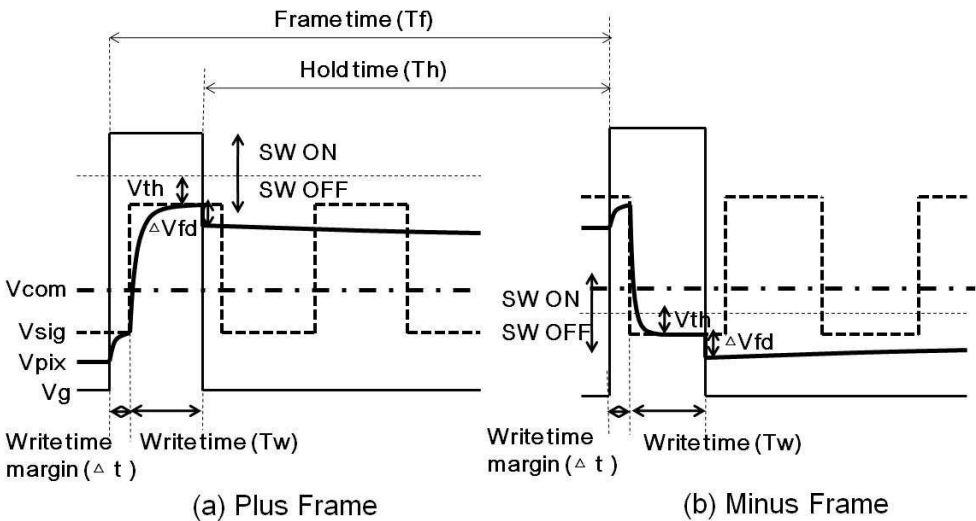 Frame time (Tf)
Hold time (Th)
SW ON
SW OFF
Vth
△Vfd
Vcom
Vsig
Vpix
Vg
Write time margin (△ t )
Write time (Tw)
(a) Plus Frame
SW ON
SW OFF
Vth
△ Vfd
Write time margin (△ t )
Write time (Tw)
(b) Minus Frame